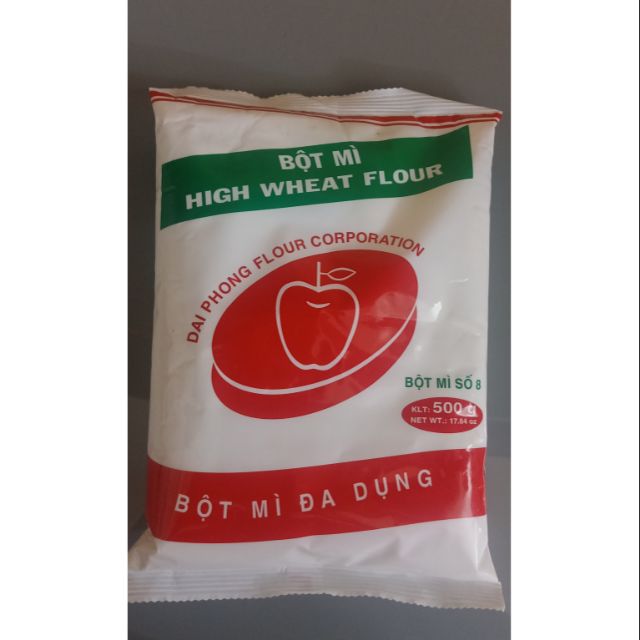 BỘT MÌ
HIGH WHEAT FLOUR
DAI PHONG FLOUR CORPORATION
BỘT MÌ SỐ 8
KLT: 500 g
NET WT.: 17.64 oz
BỘT MÌ ĐA DỤNG